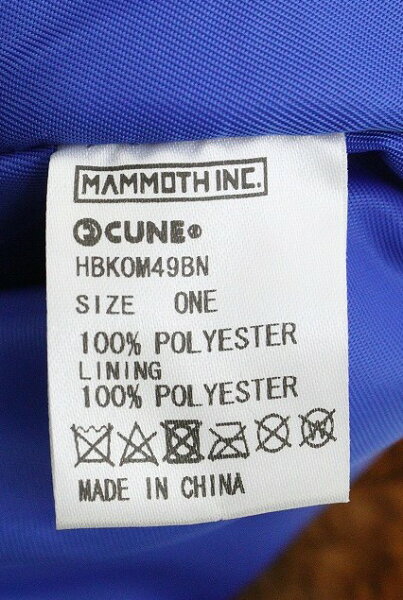 MAMMOTH INC.
CUNE®
HBKOM49BN
SIZE ONE
100% POLYESTER
LINING
100% POLYESTER
W
MADE IN CHINA